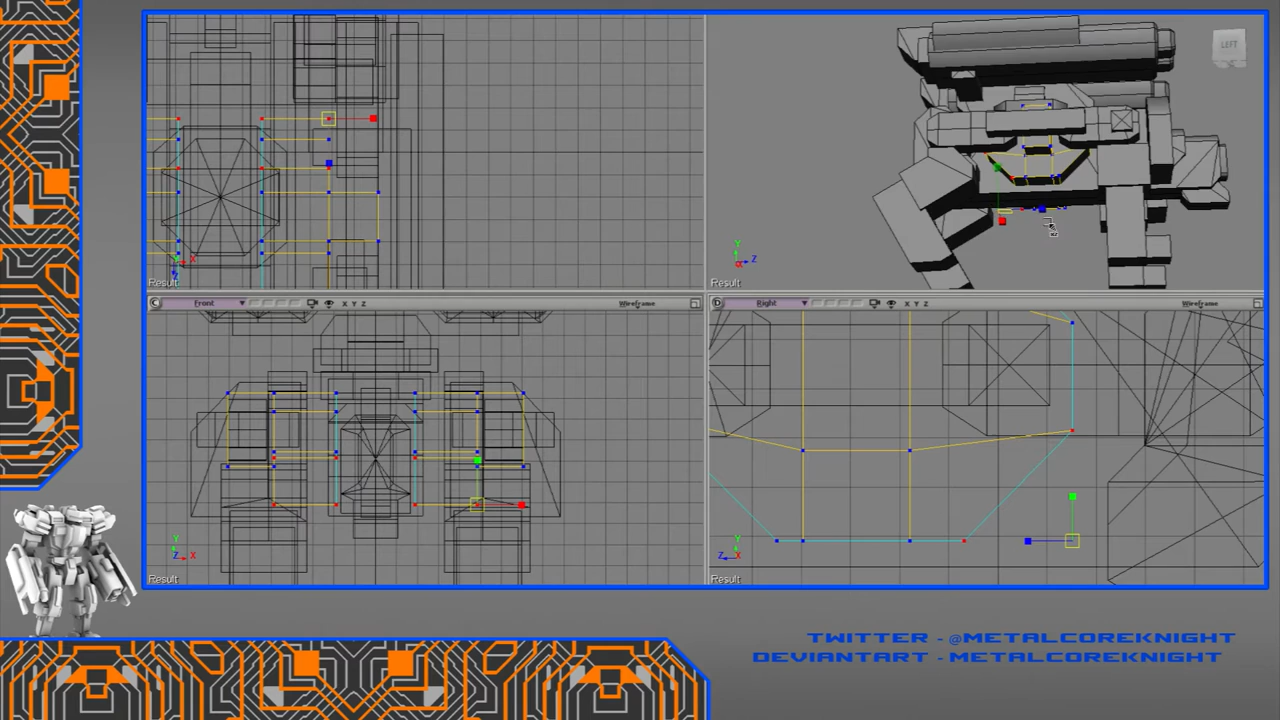 LEFT
Y
Z
X
X
Z
Result
Y
Z
X
Result
C
Front
X Y Z
Wireframe
D
Right
X Y Z
Wireframe
Y
Z X
Result
Y
Z
X
Result
TWITTER - @METALCOREKNIGHT
DEVIANTART - METALCOREKNIGHT